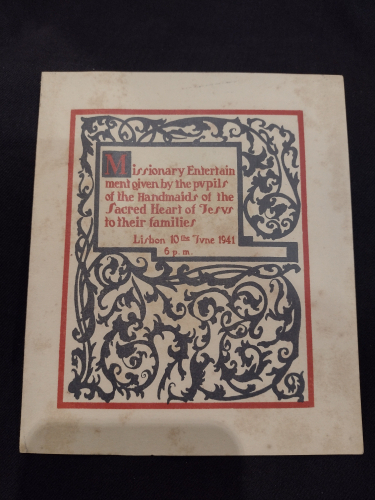 Missionary Entertain
ment given by the pvpils
of the Handmaids of the
Sacred Heart of Jesvs
to their families
Lisbon 10th Jvne 1941
6 p. m.